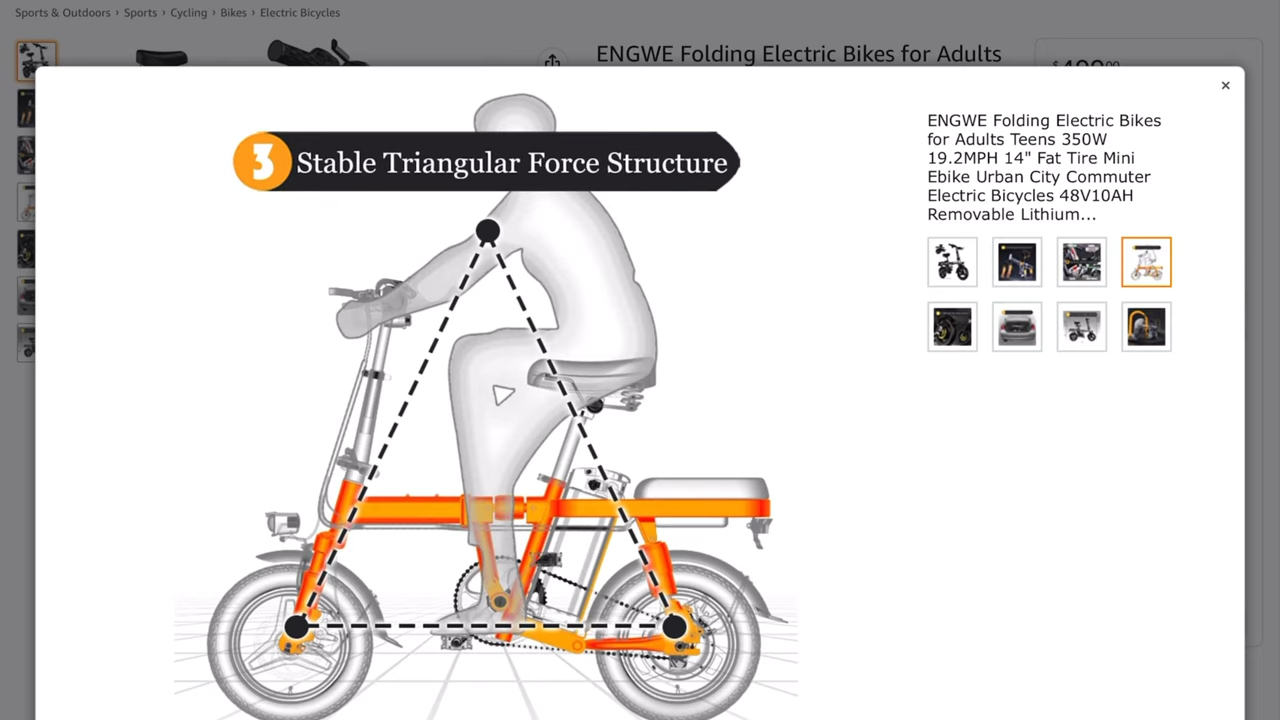 Sports & Outdoors › Sports › Cycling › Bikes › Electric Bicycles
ENGWE Folding Electric Bikes for Adults
3 Stable Triangular Force Structure
ENGWE Folding Electric Bikes
for Adults Teens 350W
19.2MPH 14" Fat Tire Mini
Ebike Urban City Commuter
Electric Bicycles 48V10AH
Removable Lithium...